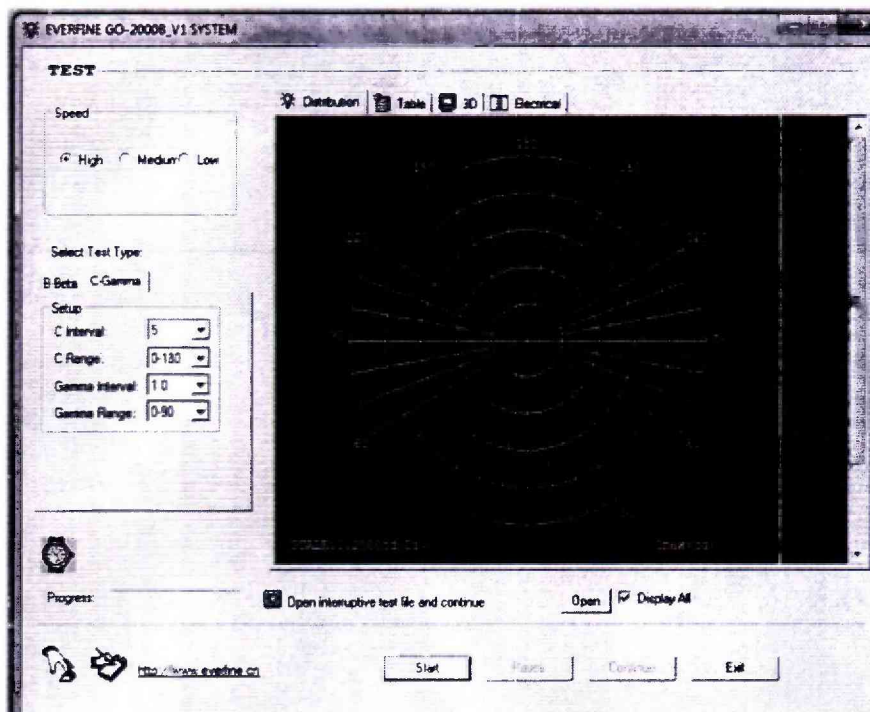 EVERFINE GO-2000B_V1 SYSTEM
TEST
Speed
High Medium Low
Distribution Table 3D Electrical
Select Test Type:
B-Beta C-Gamma
Setup
C Interval: 5
C Range: 0-180
Gamma Interval: 1.0
Gamma Range: 0-90
Progress:
Open interruptive test file and continue Open Display All
http://www.everfine.cn
Start Pause Continue Exit